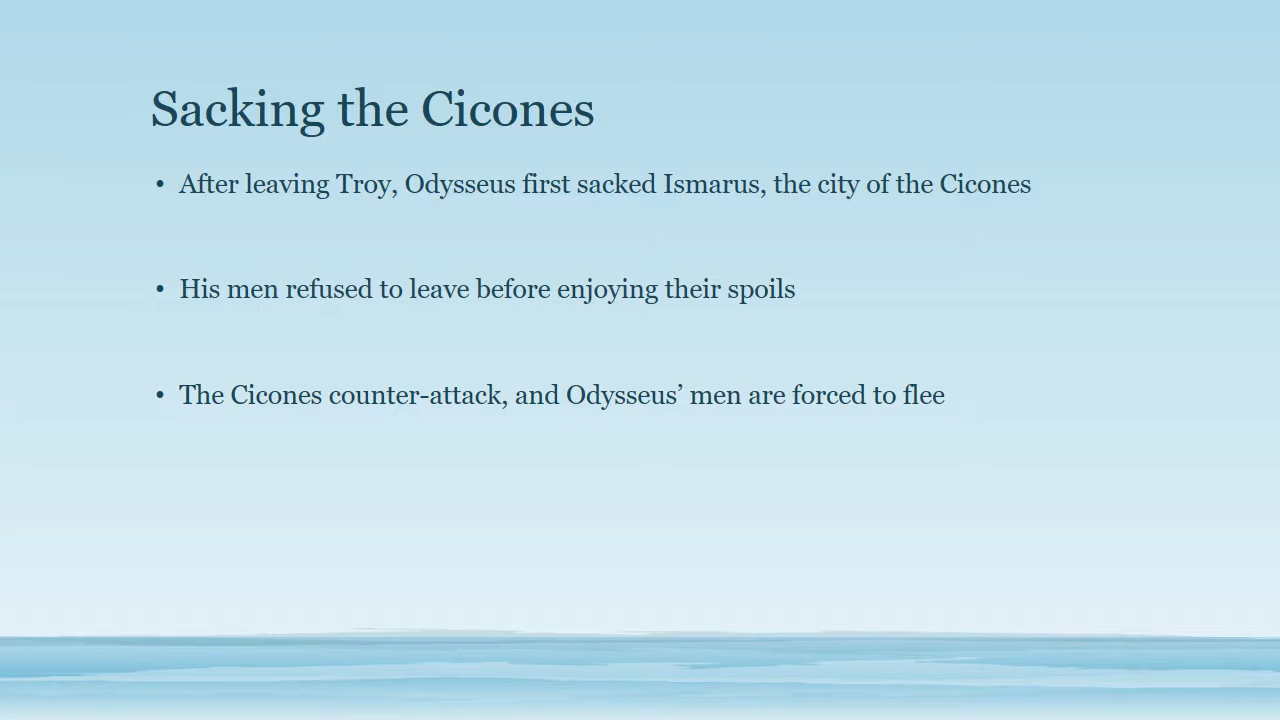 Sacking the Cicones
• After leaving Troy, Odysseus first sacked Ismarus, the city of the Cicones
• His men refused to leave before enjoying their spoils
• The Cicones counter-attack, and Odysseus’ men are forced to flee